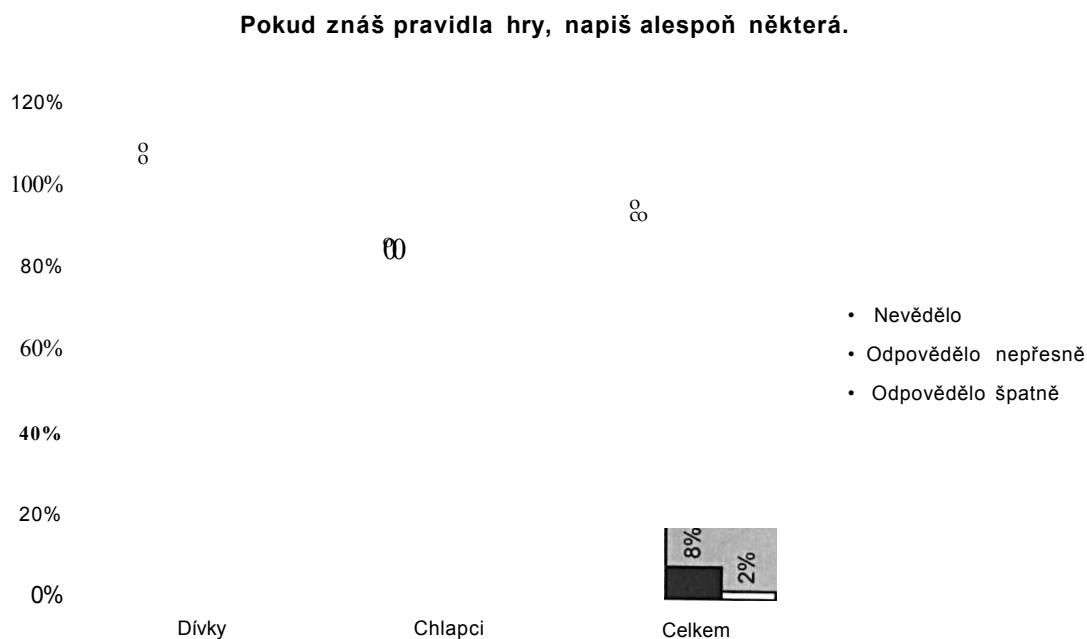 Pokud znáš pravidla hry, napiš alespoň některá.
120%
100%
80%
60%
40%
20%
0%
8%
2%
Dívky Chlapci Celkem
• Nevědělo
• Odpovědělo nepřesně
• Odpovědělo špatně